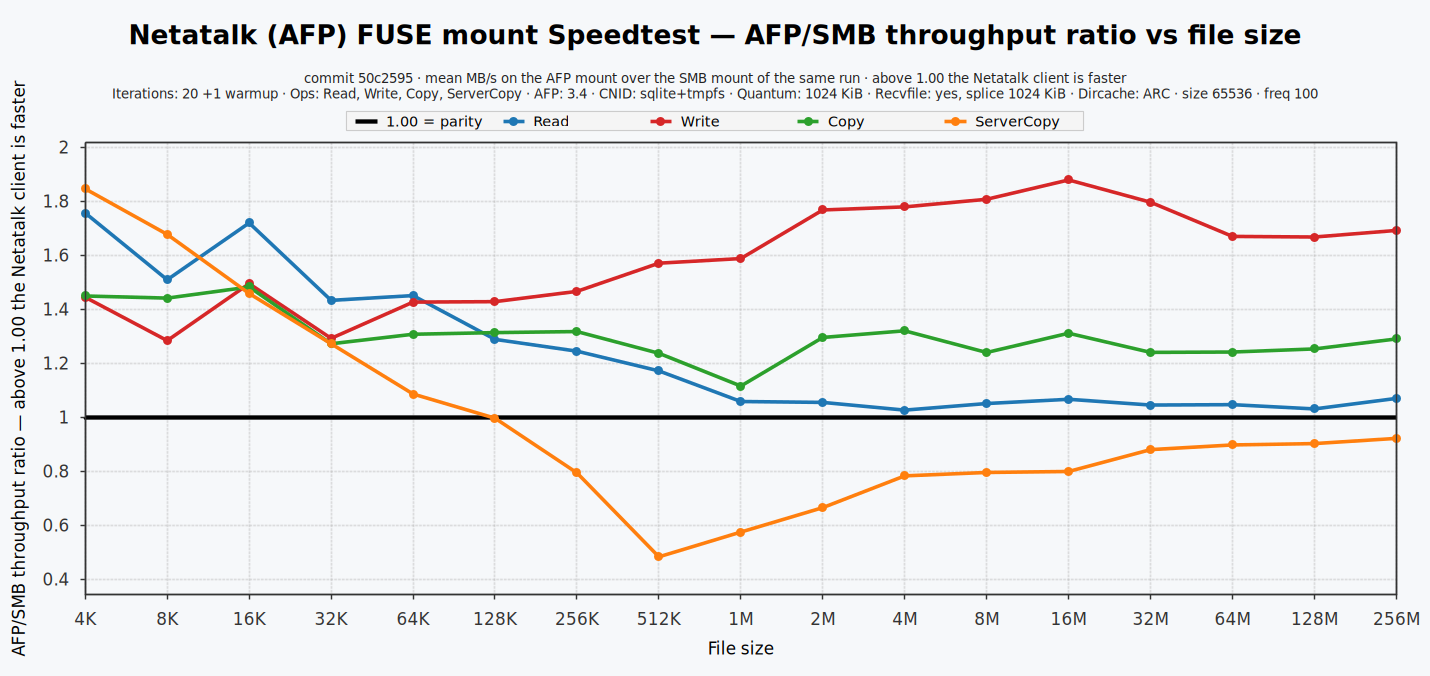 Netatalk (AFP) FUSE mount Speedtest — AFP/SMB throughput ratio vs file size
commit 50c2595 · mean MB/s on the AFP mount over the SMB mount of the same run · above 1.00 the Netatalk client is faster
Iterations: 20 +1 warmup · Ops: Read, Write, Copy, ServerCopy · AFP: 3.4 · CNID: sqlite+tmpfs · Quantum: 1024 KiB · Recvfile: yes, splice 1024 KiB · Dircache: ARC · size 65536 · freq 100
1.00 = parity Read Write Copy ServerCopy
AFP/SMB throughput ratio — above 1.00 the Netatalk client is faster
2
1.8
1.6
1.4
1.2
1
0.8
0.6
0.4
4K 8K 16K 32K 64K 128K 256K 512K 1M 2M 4M 8M 16M 32M 64M 128M 256M
File size